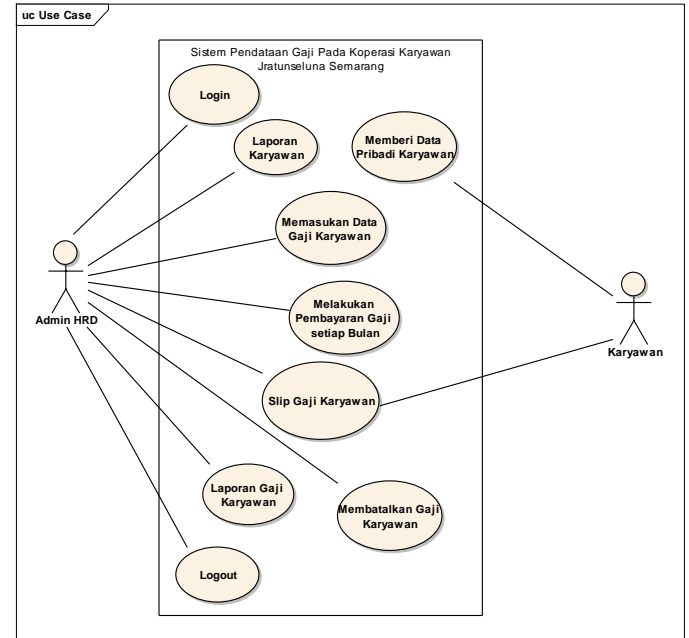 uc Use Case
Sistem Pendataan Gaji Pada Koperasi Karyawan
Jratunseluna Semarang
Login
Laporan
Karyawan
Memberi Data
Pribadi Karyawan
Memasukan Data
Gaji Karyawan
Admin HRD
Melakukan
Pembayaran Gaji
setiap Bulan
Karyawan
Slip Gaji Karyawan
Laporan Gaji
Karyawan
Membatalkan Gaji
Karyawan
Logout